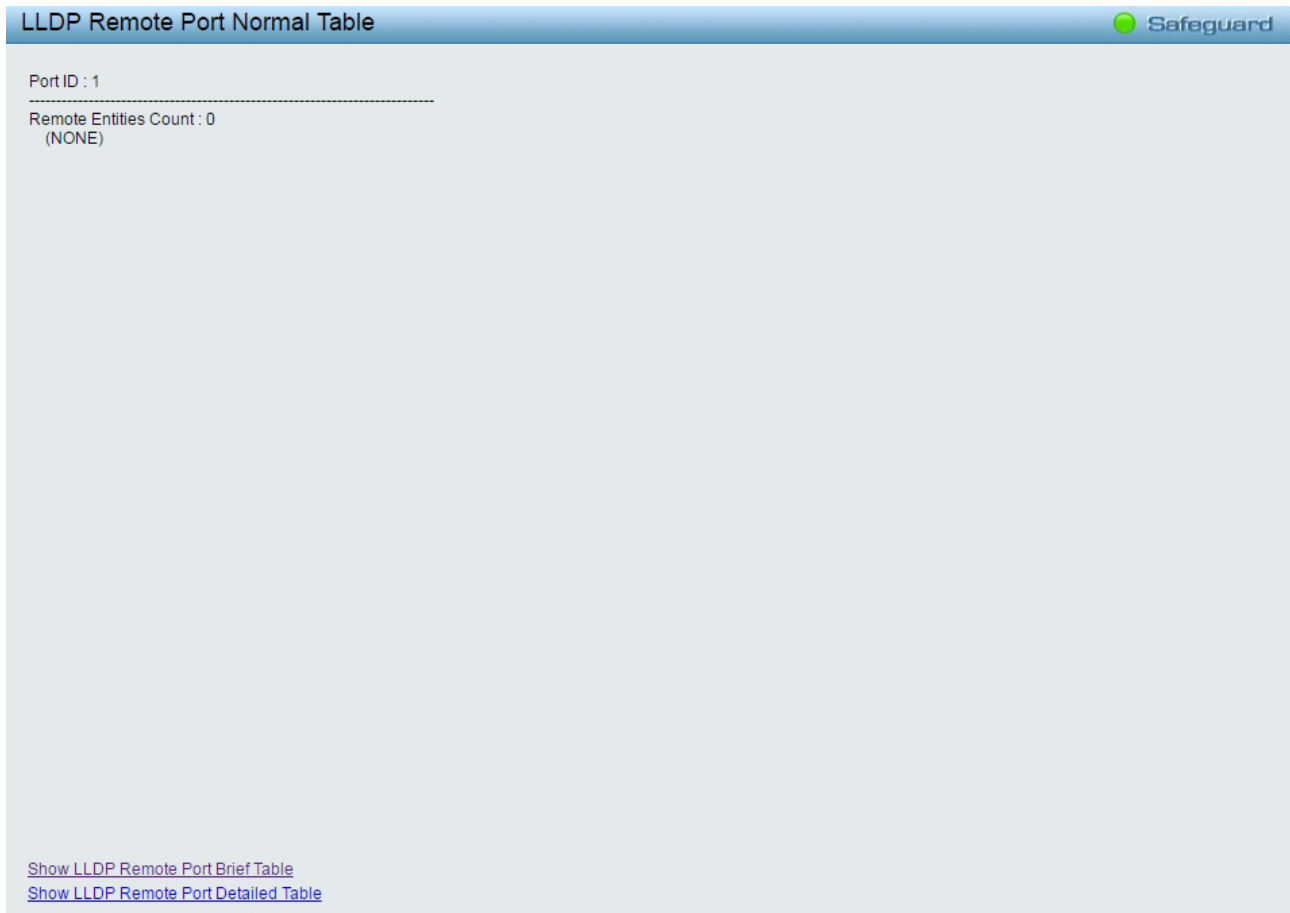 LLDP Remote Port Normal Table
Safeguard
Port ID : 1
--------------------------------------------------------------------------
Remote Entities Count : 0
(NONE)
Show LLDP Remote Port Brief Table
Show LLDP Remote Port Detailed Table